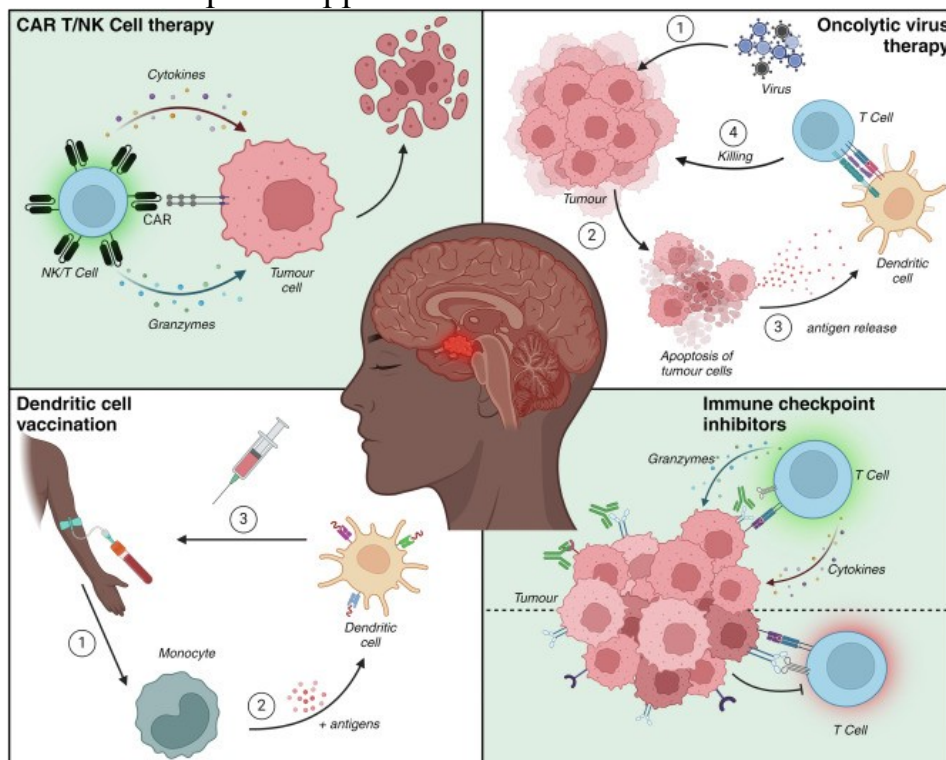 CAR T/NK Cell therapy
Cytokines
CAR
NK/T Cell
Tumour
cell
Granzymes
Oncolytic virus
therapy
1
Virus
T Cell
4
Killing
Tumour
2
Dendritic
cell
3
antigen release
Apoptosis of
tumour cells
Dendritic cell
vaccination
3
Dendritic
cell
1
Monocyte
2
+ antigens
Immune checkpoint
inhibitors
Granzymes
T Cell
Cytokines
Tumour
T Cell